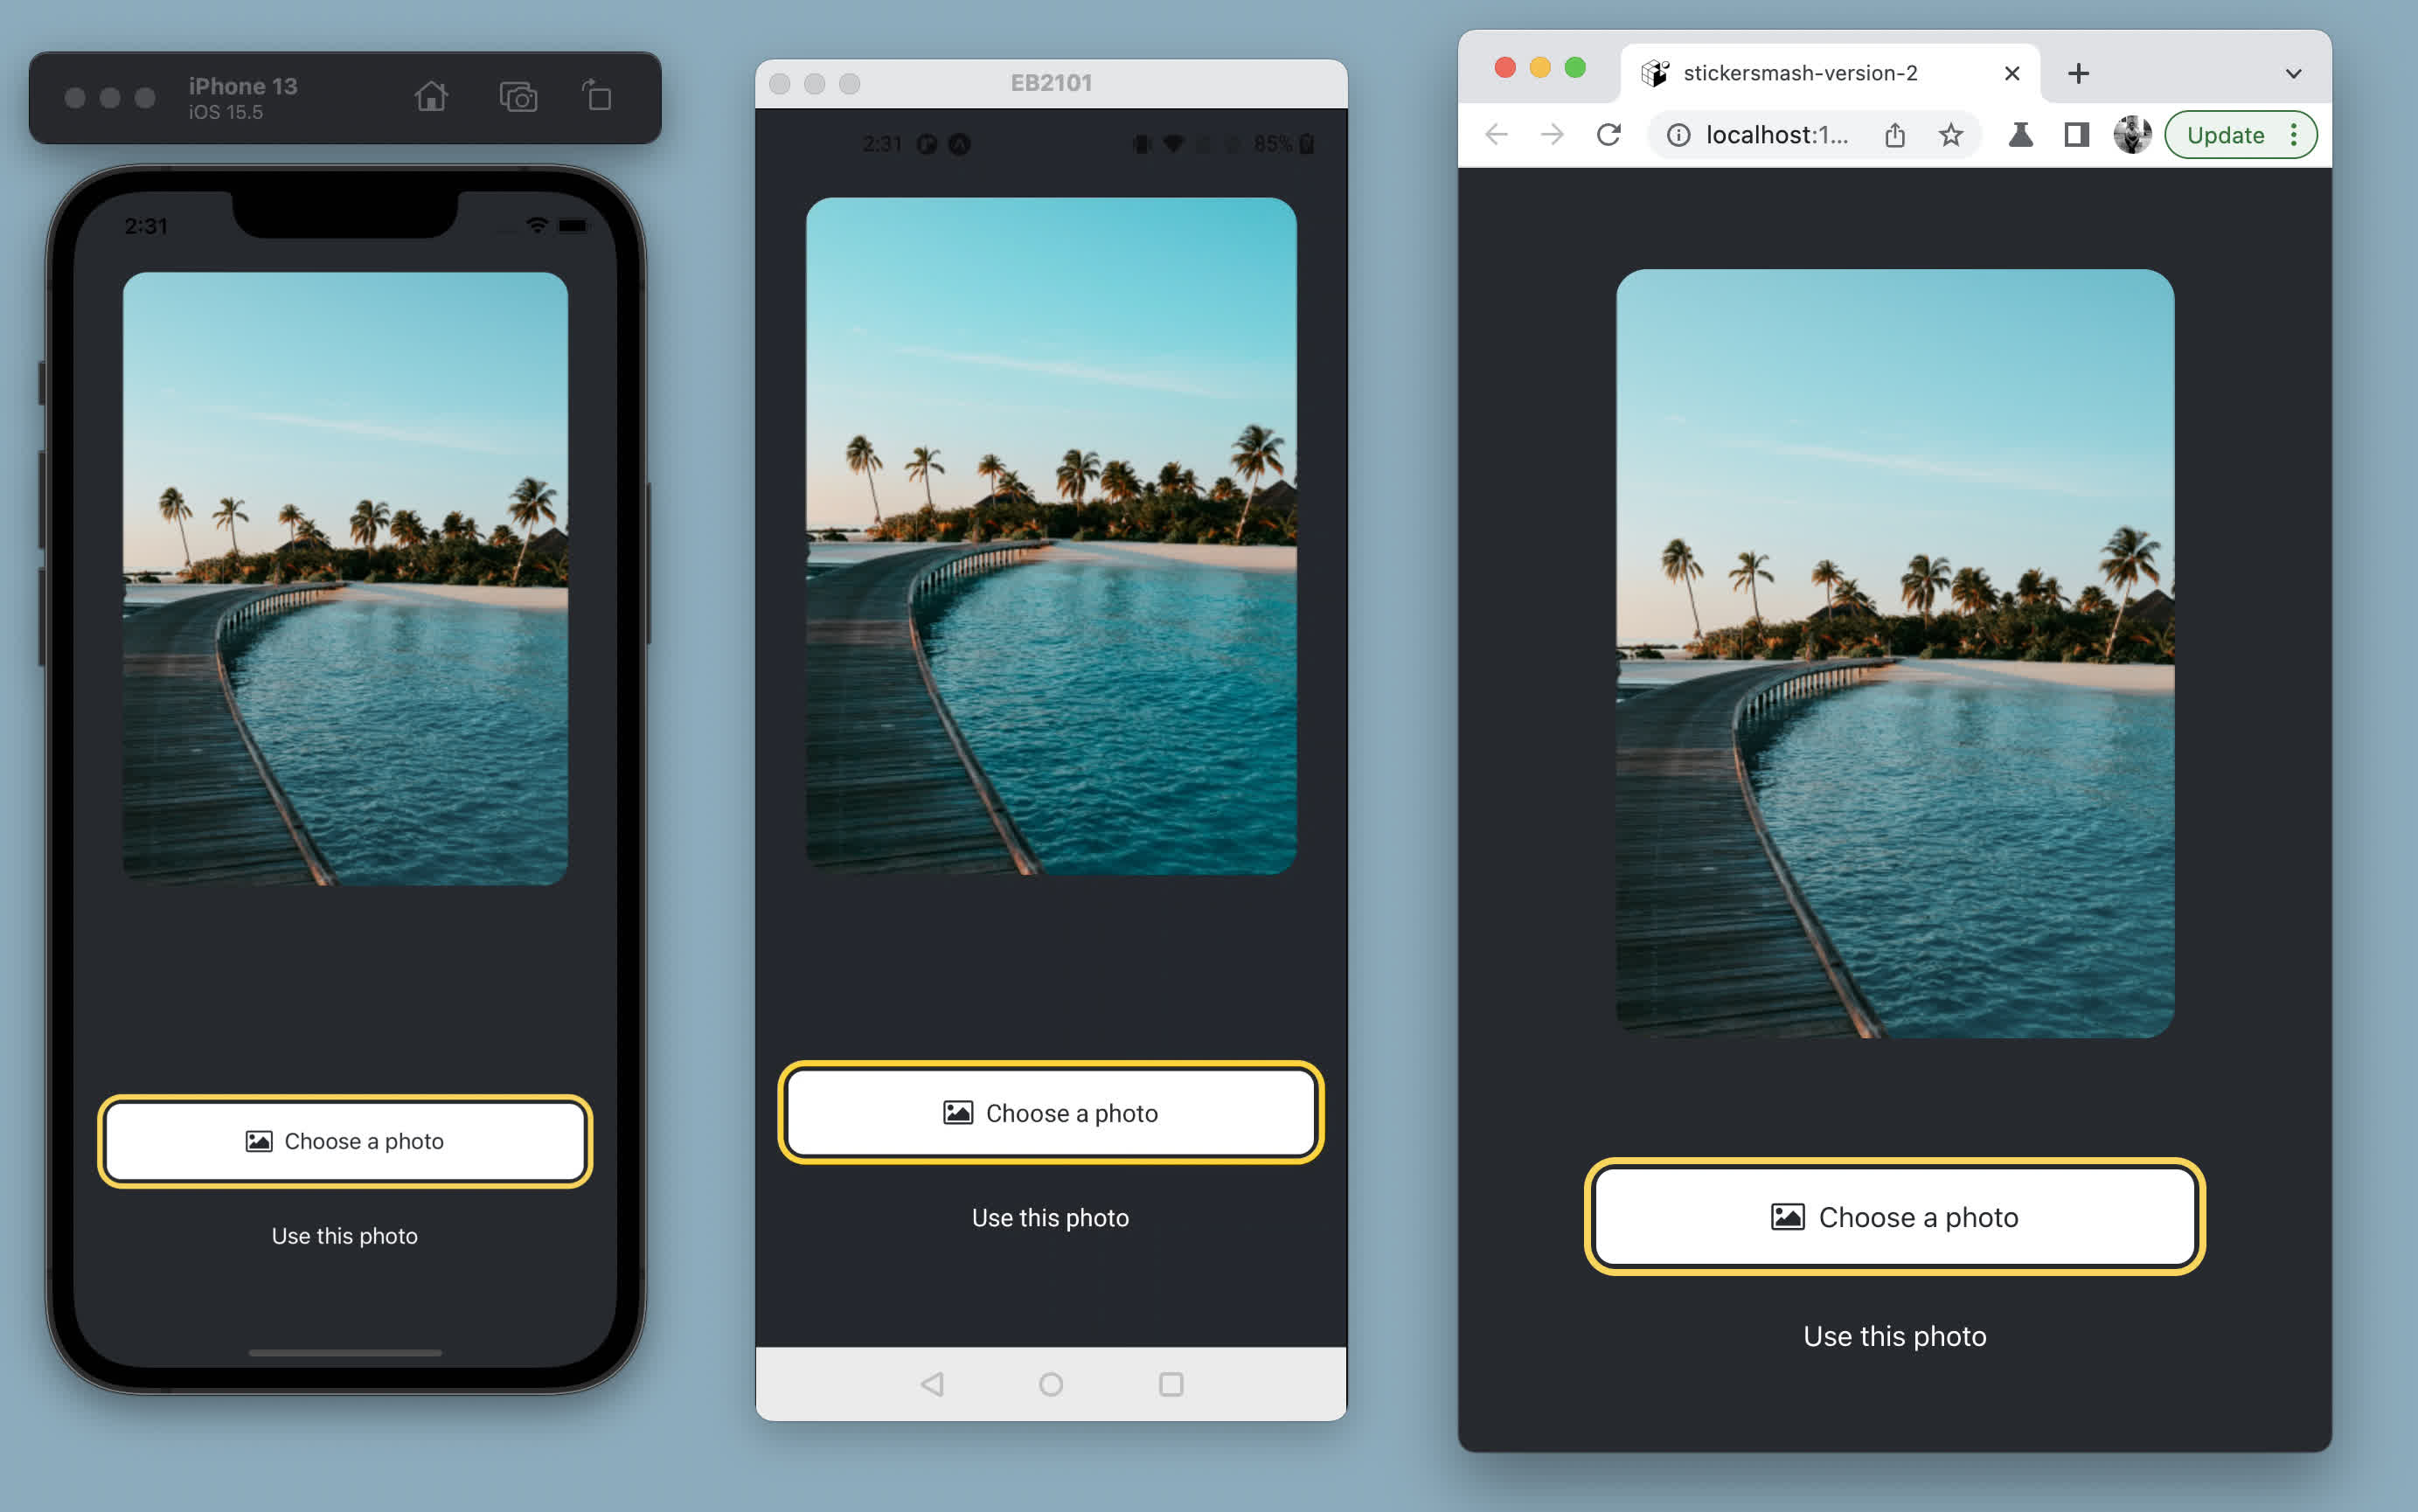 iPhone 13
iOS 15.5
2:31
Choose a photo
Use this photo
EB2101
2:31
85%
Choose a photo
Use this photo
stickersmash-version-2
localhost:1...
Update
Choose a photo
Use this photo